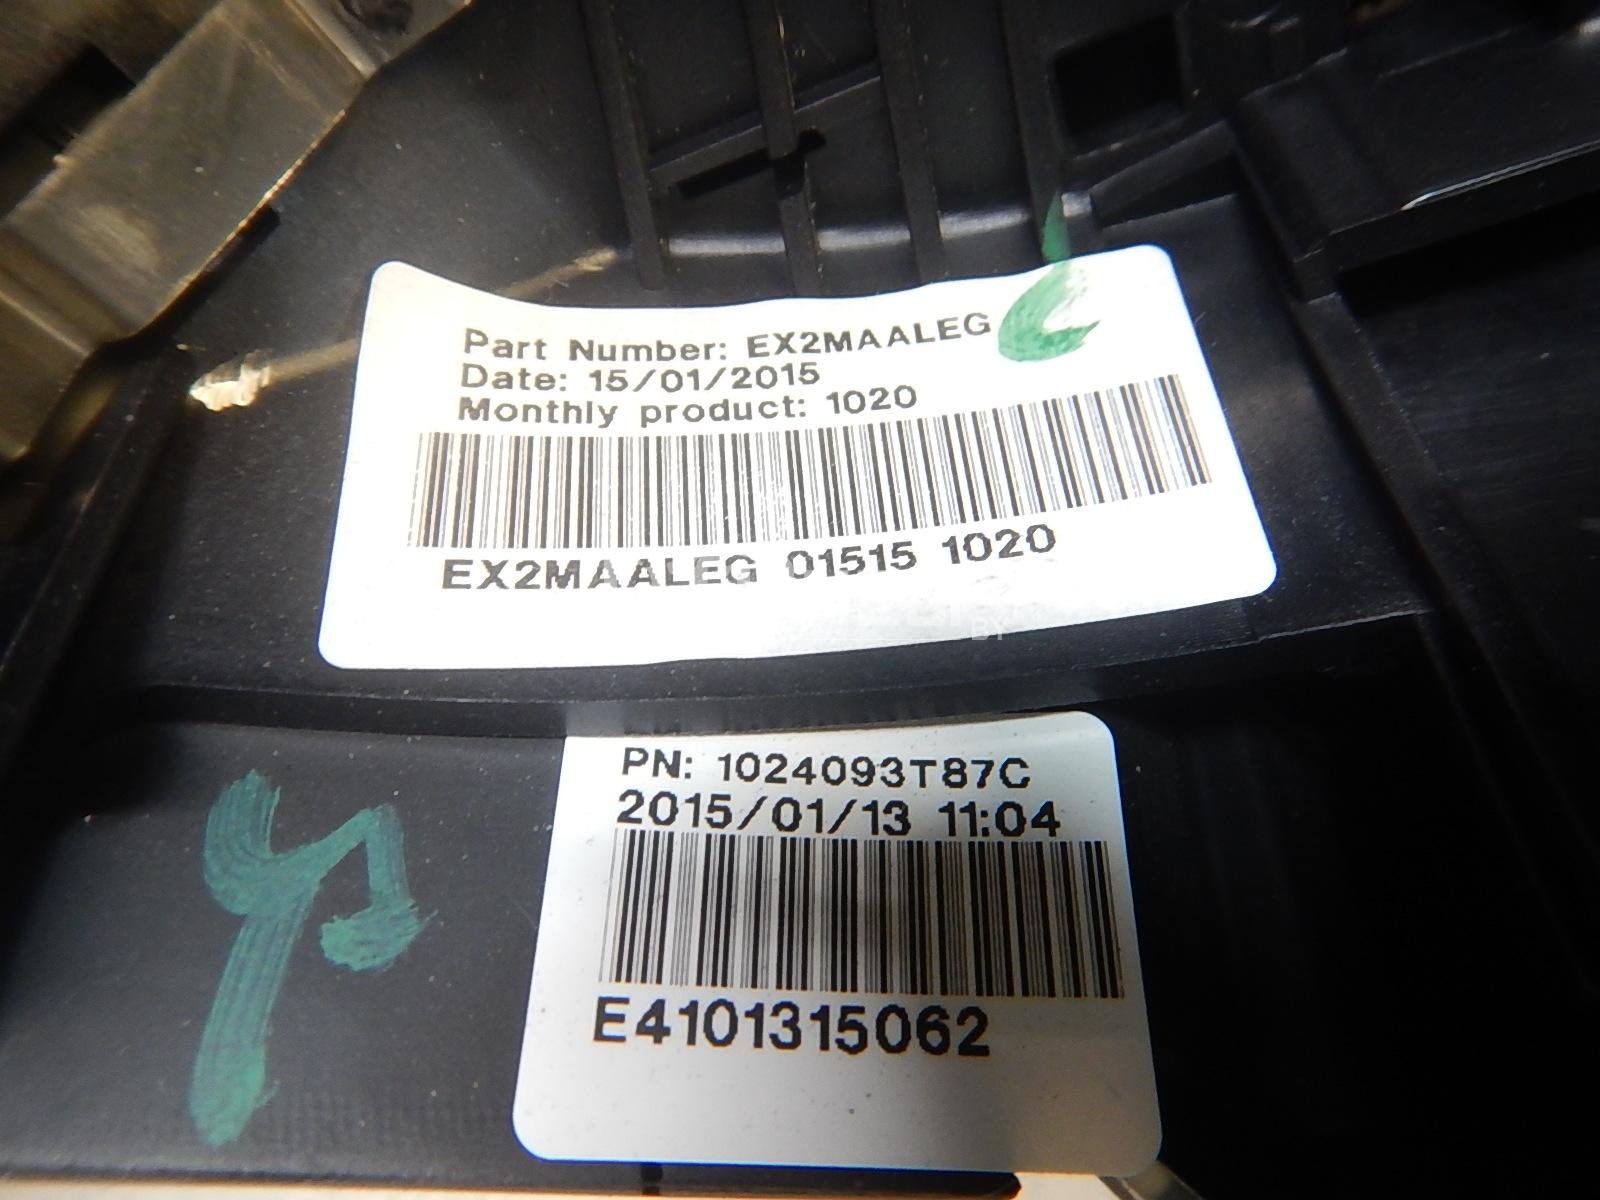 Part Number: EX2MAALEG
Date: 15/01/2015
Monthly product: 1020
EX2MAALEG 01515 1020
BY
PN: 1024093T87C
2015/01/13 11:04
E4101315062